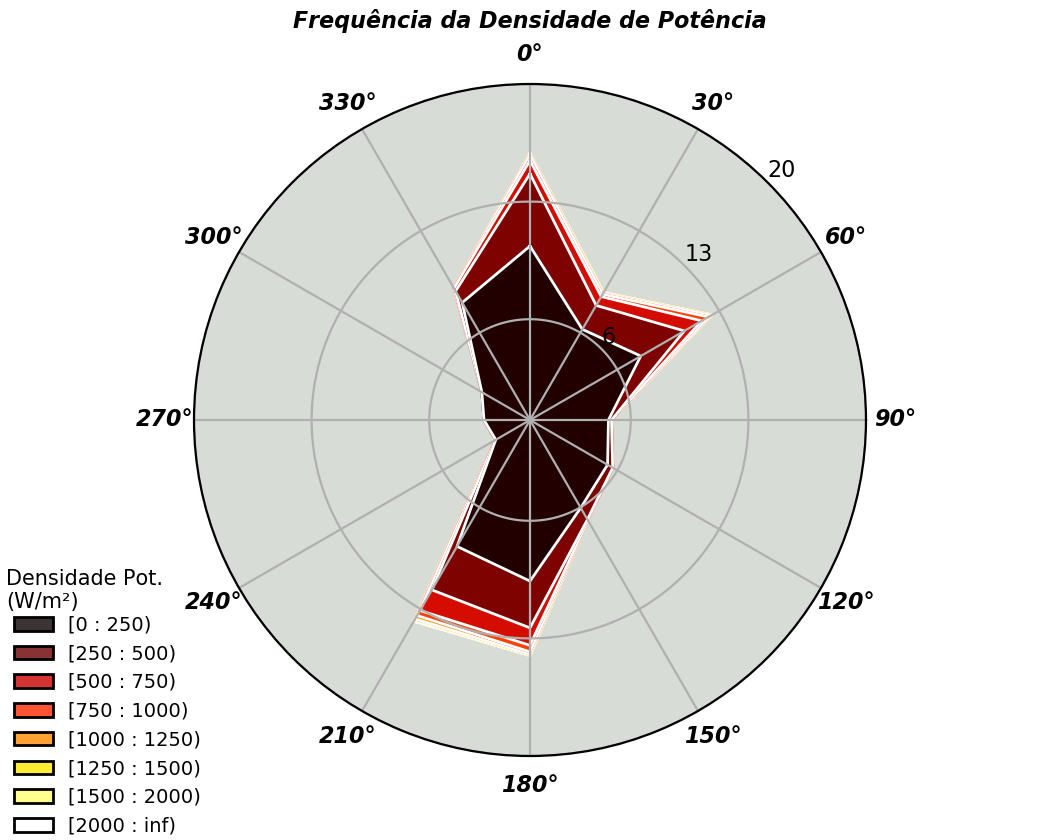 Frequência da Densidade de Potência
0°
330°
30°
20
300°
60°
13
6
270°
90°
240°
120°
210°
150°
180°
Densidade Pot.
(W/m²)
[0 : 250)
[250 : 500)
[500 : 750)
[750 : 1000)
[1000 : 1250)
[1250 : 1500)
[1500 : 2000)
[2000 : inf)